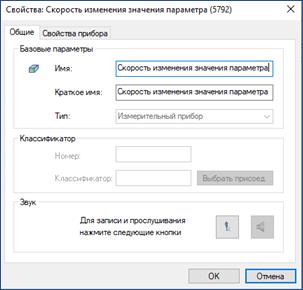 Свойства: Скорость изменения значения параметра (5792)
Общие Свойства прибора
Базовые параметры
Имя: Скорость изменения значения параметра
Краткое имя: Скорость изменения значения параметра
Тип: Измерительный прибор
Классификатор
Номер:
Классификатор: Выбрать присоед.
Звук
Для записи и прослушивания
нажмите следующие кнопки
ОК Отмена